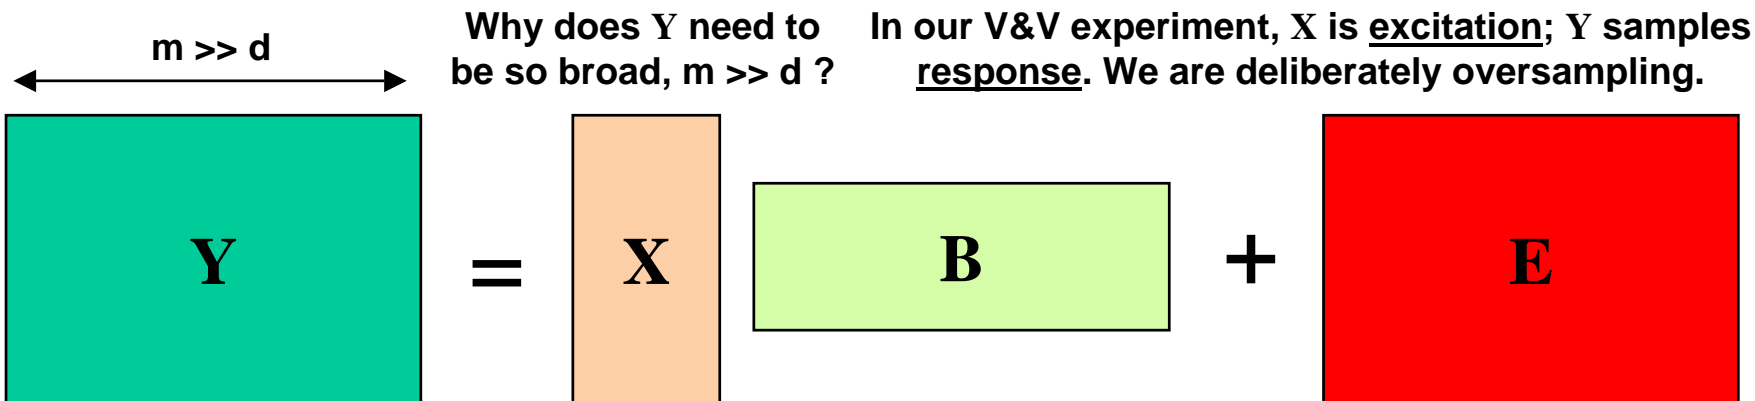 m >> d
Why does Y need to
be so broad, m >> d ?
In our V&V experiment, X is excitation; Y samples
response. We are deliberately oversampling.
Y = X B + E